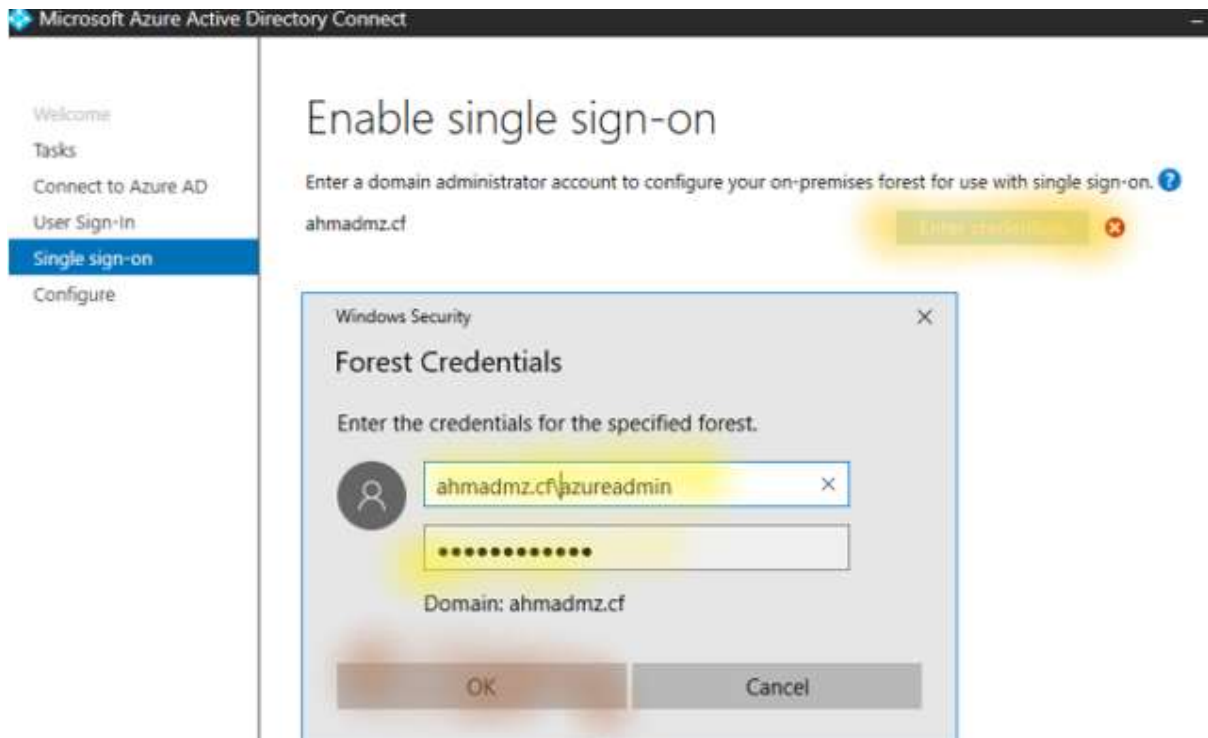 Microsoft Azure Active Directory Connect
Welcome
Tasks
Connect to Azure AD
User Sign-In
Single sign-on
Configure
Enable single sign-on
Enter a domain administrator account to configure your on-premises forest for use with single sign-on. ?
ahmadmz.cf
Enter credentials
Windows Security
Forest Credentials
Enter the credentials for the specified forest.
ahmadmz.cf\azureadmin
Domain: ahmadmz.cf
OK
Cancel